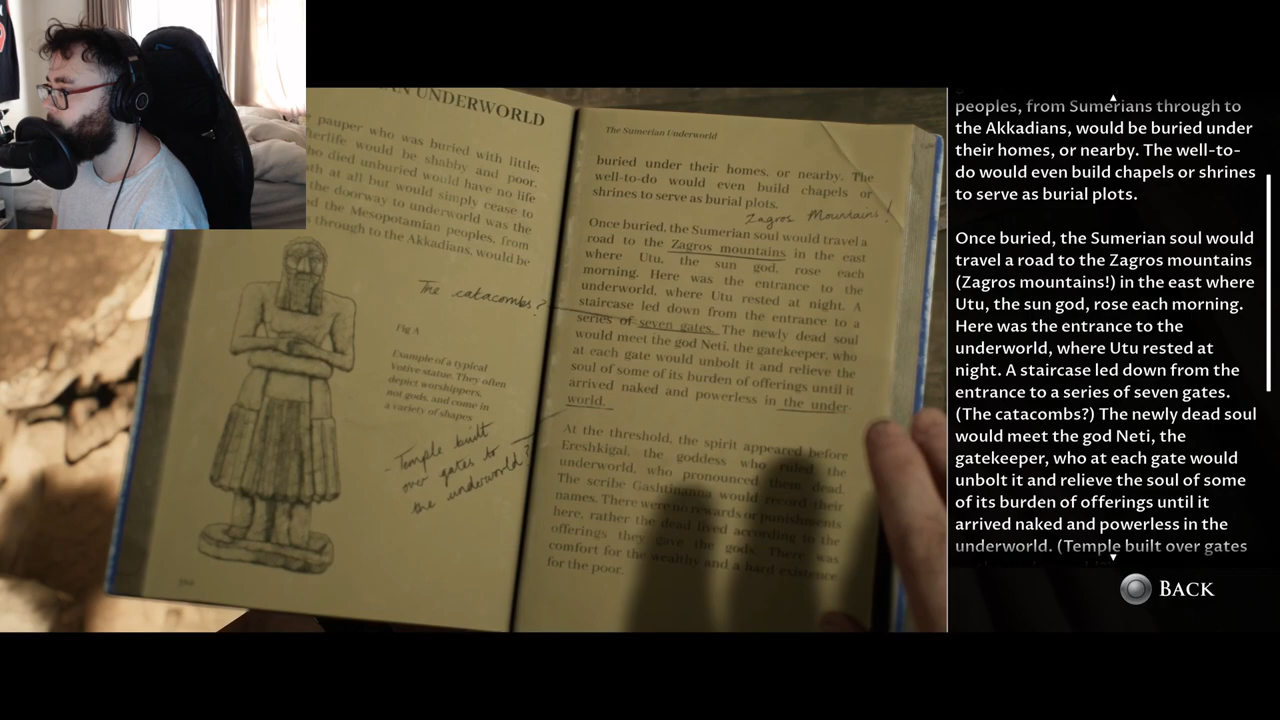 AN UNDERWORLD
pauper who was buried with little;
erlife would be shabby and poor.
ho died unburied would have no life
ath at all but would simply cease to
the doorway to underworld was the
d the Mesopotamian peoples, from
s through to the Akkadians, would be
The catacombs?
Fig A
Example of a typical
Votive statue. They often
depict worshippers,
not gods, and come in
a variety of shapes
- Temple built
over gates to
the underworld?
The Sumerian Underworld
buried under their homes, or nearby. The
well-to-do would even build chapels or
shrines to serve as burial plots.
Zagros Mountains!
Once buried, the Sumerian soul would travel a
road to the Zagros mountains in the east
where Utu, the sun god, rose each
morning. Here was the entrance to the
underworld, where Utu rested at night. A
staircase led down from the entrance to a
series of seven gates. The newly dead soul
would meet the god Neti, the gatekeeper, who
at each gate would unbolt it and relieve the
soul of some of its burden of offerings until it
arrived naked and powerless in the under-
world.
At the threshold, the spirit appeared before
Ereshkigal, the goddess who ruled the
underworld, who pronounced them dead.
The scribe Gashtinanna would record their
names. There were no rewards or punishments
here, rather the dead lived according to the
offerings they gave the gods. There was
comfort for the wealthy and a hard existence
for the poor.
peoples, from Sumerians through to
the Akkadians, would be buried under
their homes, or nearby. The well-to-
do would even build chapels or shrines
to serve as burial plots.
Once buried, the Sumerian soul would
travel a road to the Zagros mountains
(Zagros mountains!) in the east where
Utu, the sun god, rose each morning.
Here was the entrance to the
underworld, where Utu rested at
night. A staircase led down from the
entrance to a series of seven gates.
(The catacombs?) The newly dead soul
would meet the god Neti, the
gatekeeper, who at each gate would
unbolt it and relieve the soul of some
of its burden of offerings until it
arrived naked and powerless in the
underworld. (Temple built over gates
BACK